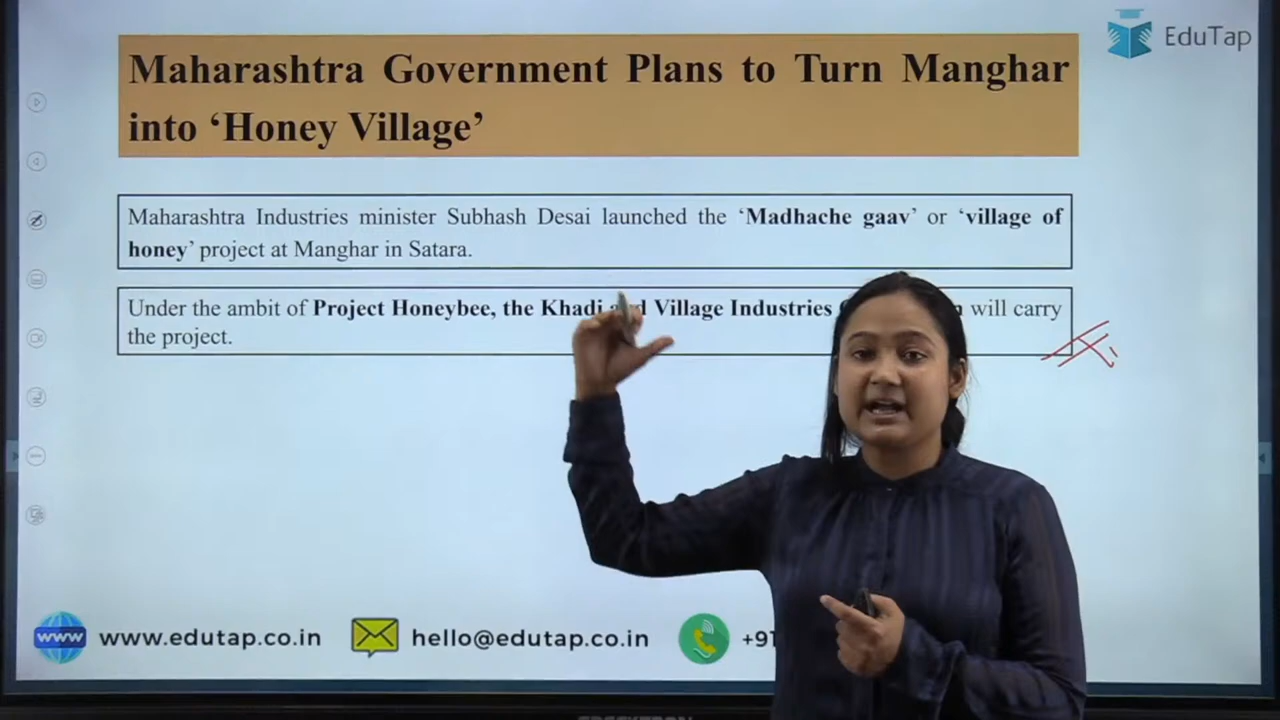 EduTap
Maharashtra Government Plans to Turn Manghar
into ‘Honey Village’
Maharashtra Industries minister Subhash Desai launched the ‘Madhache gaav’ or ‘village of
honey’ project at Manghar in Satara.
Under the ambit of Project Honeybee, the Khadi Village Industries will carry
the project.
www www.edutap.co.in hello@edutap.co.in +91